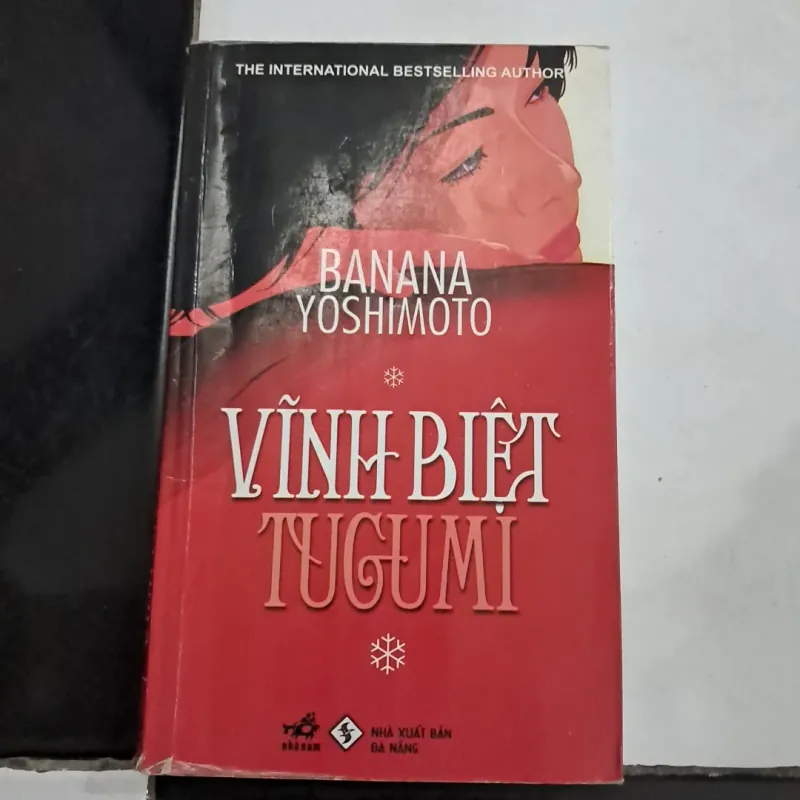 THE INTERNATIONAL BESTSELLING AUTHOR
BANANA
YOSHIMOTO
VĨNH BIỆT
TUGUMI
nhã nam
NHÀ XUẤT BẢN
ĐÀ NẴNG